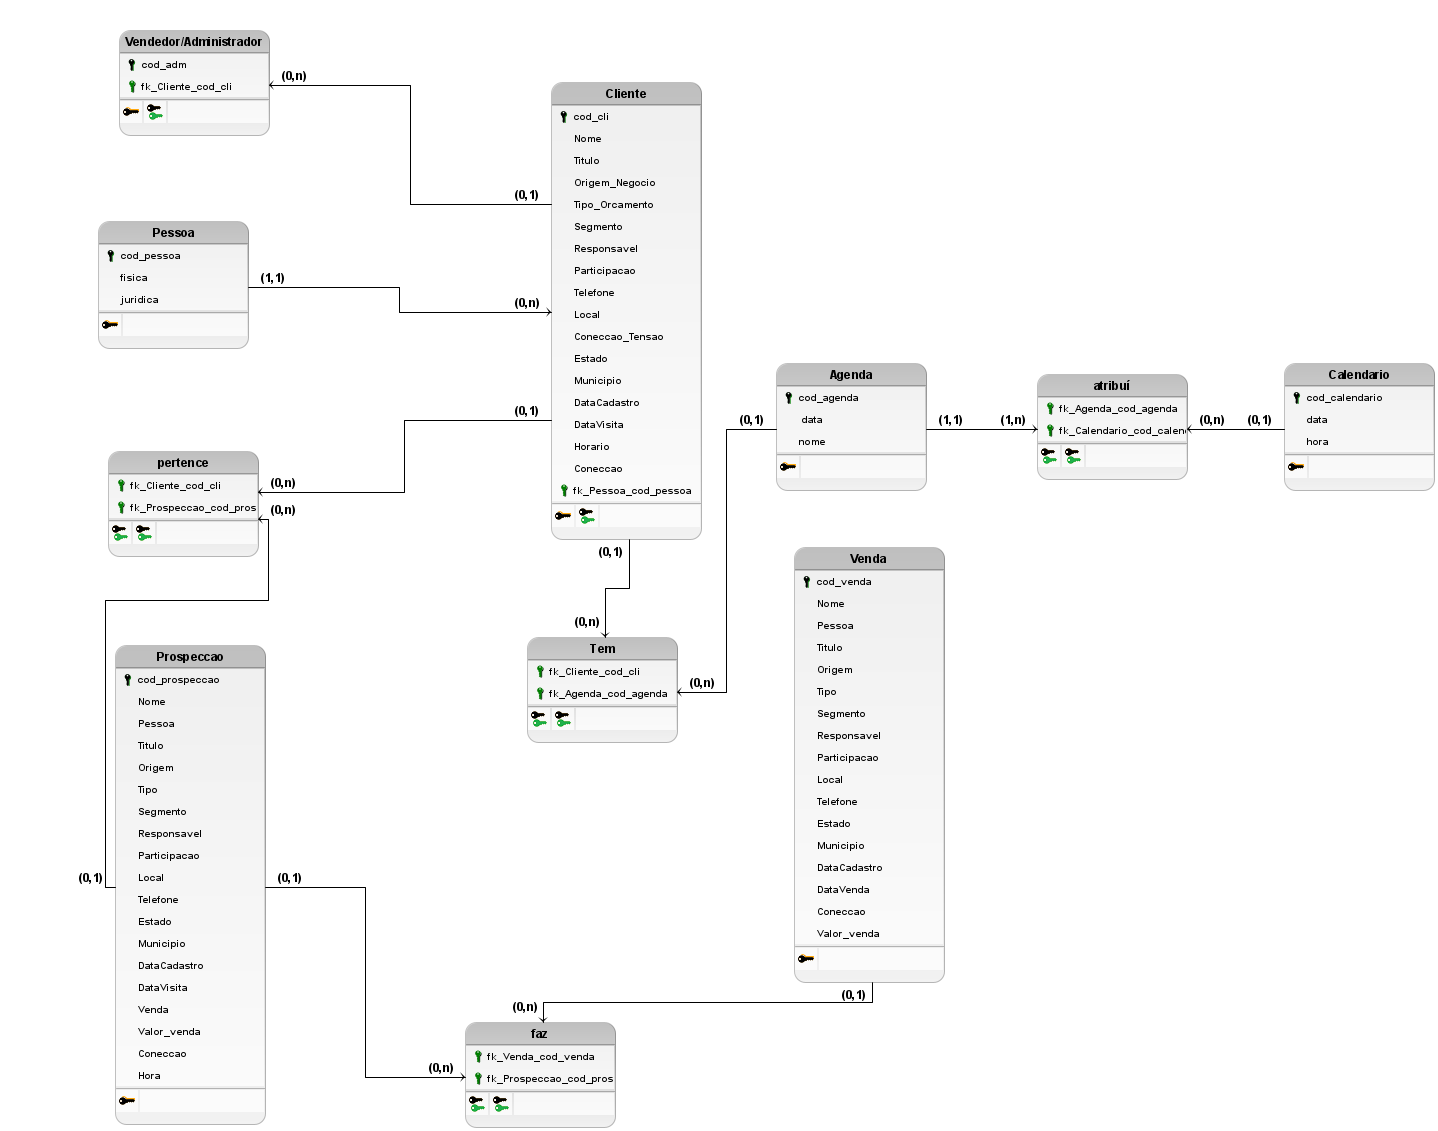 Vendedor/Administrador
cod_adm
fk_Cliente_cod_cli
(0,n)
(0,1)
Cliente
cod_cli
Nome
Titulo
Origem_Negocio
Tipo_Orcamento
Segmento
Responsavel
Participacao
Telefone
Local
Coneccao_Tensao
Estado
Municipio
DataCadastro
DataVisita
Horario
Coneccao
fk_Pessoa_cod_pessoa
Pessoa
cod_pessoa
fisica
juridica
(1,1)
(0,n)
(0,1)
pertence
fk_Cliente_cod_cli
fk_Prospeccao_cod_pros
(0,n)
(0,n)
Agenda
cod_agenda
data
nome
(0,1)
(1,1)
(1,n)
atribuí
fk_Agenda_cod_agenda
fk_Calendario_cod_calen
(0,n)
(0,1)
Calendario
cod_calendario
data
hora
(0,1)
(0,n)
Tem
fk_Cliente_cod_cli
fk_Agenda_cod_agenda
(0,n)
Venda
cod_venda
Nome
Pessoa
Titulo
Origem
Tipo
Segmento
Responsavel
Participacao
Local
Telefone
Estado
Municipio
DataCadastro
DataVenda
Coneccao
Valor_venda
(0,1)
Prospeccao
cod_prospeccao
Nome
Pessoa
Titulo
Origem
Tipo
Segmento
Responsavel
Participacao
Local
Telefone
Estado
Municipio
DataCadastro
DataVisita
Venda
Valor_venda
Coneccao
Hora
(0,1)
(0,1)
(0,n)
(0,n)
faz
fk_Venda_cod_venda
fk_Prospeccao_cod_pros